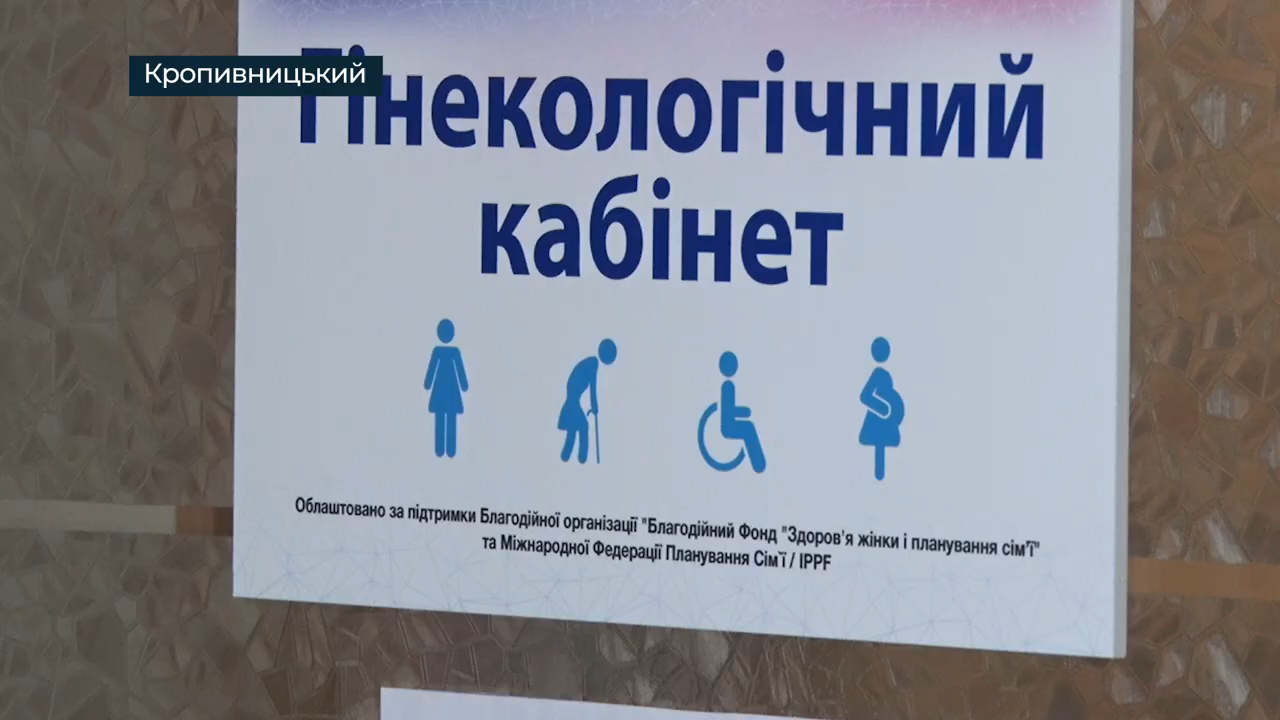 Кропивницький
Гінекологічний
кабінет
Облаштовано за підтримки Благодійної організації "Благодійний Фонд "Здоров'я жінки і планування сім'ї"
та Міжнародної Федерації Планування Сім`ї / IPPF